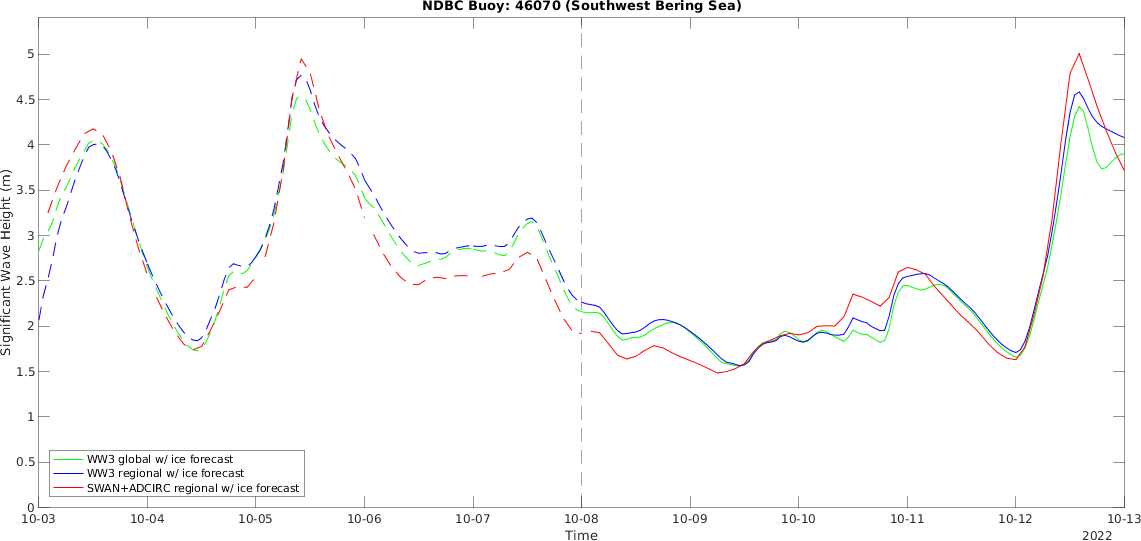 NDBC Buoy: 46070 (Southwest Bering Sea)
Significant Wave Height (m)
5
4.5
4
3.5
3
2.5
2
1.5
1
0.5
0
WW3 global w/ ice forecast
WW3 regional w/ ice forecast
SWAN+ADCIRC regional w/ ice forecast
10-03 10-04 10-05 10-06 10-07 10-08 10-09 10-10 10-11 10-12 10-13
Time
2022